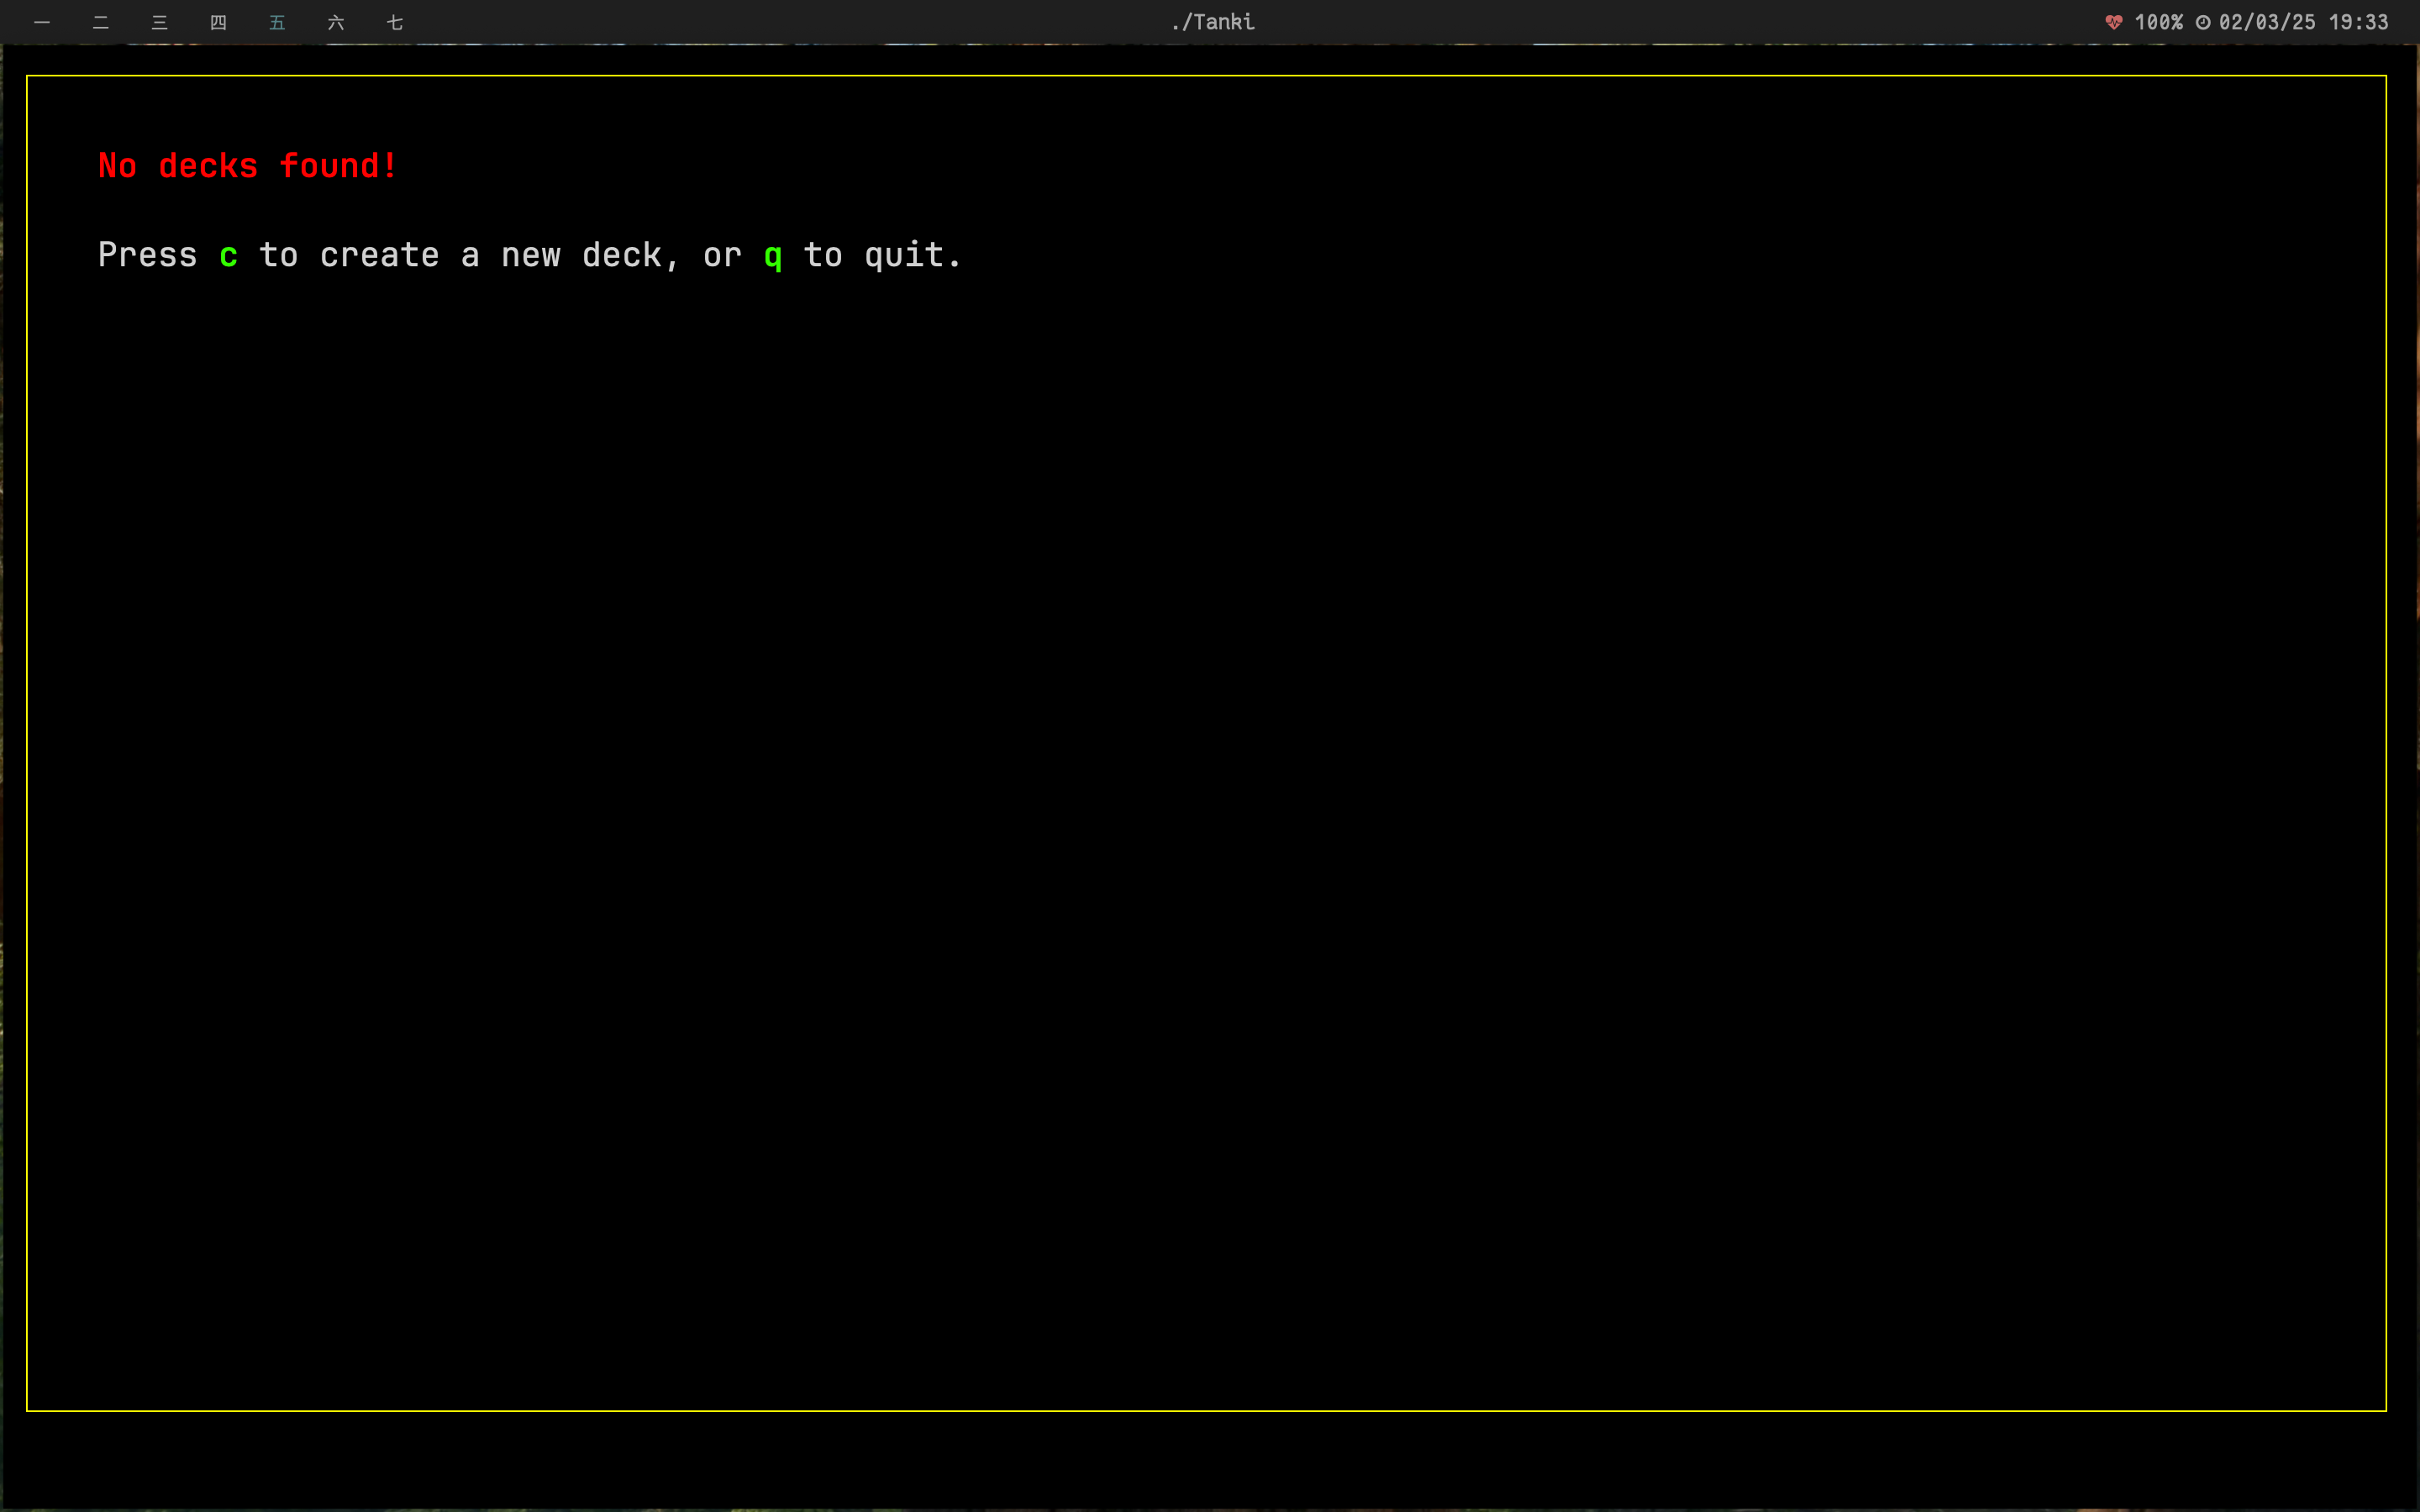 一 二 三 四 五 六 七 ./Tanki 100% 02/03/25 19:33
No decks found!
Press c to create a new deck, or q to quit.